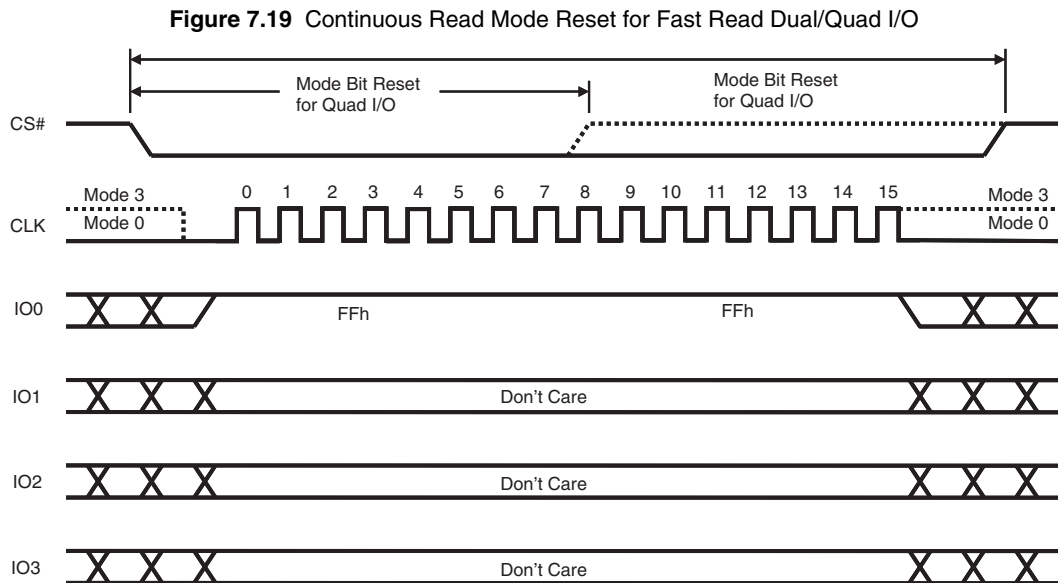 Figure 7.19 Continuous Read Mode Reset for Fast Read Dual/Quad I/O
Mode Bit Reset
for Quad I/O
Mode Bit Reset
for Quad I/O
CS#
Mode 3
0 1 2 3 4 5 6 7 8 9 10 11 12 13 14 15
Mode 3
CLK
Mode 0
Mode 0
IO0
FFh
FFh
IO1
Don't Care
IO2
Don't Care
IO3
Don't Care